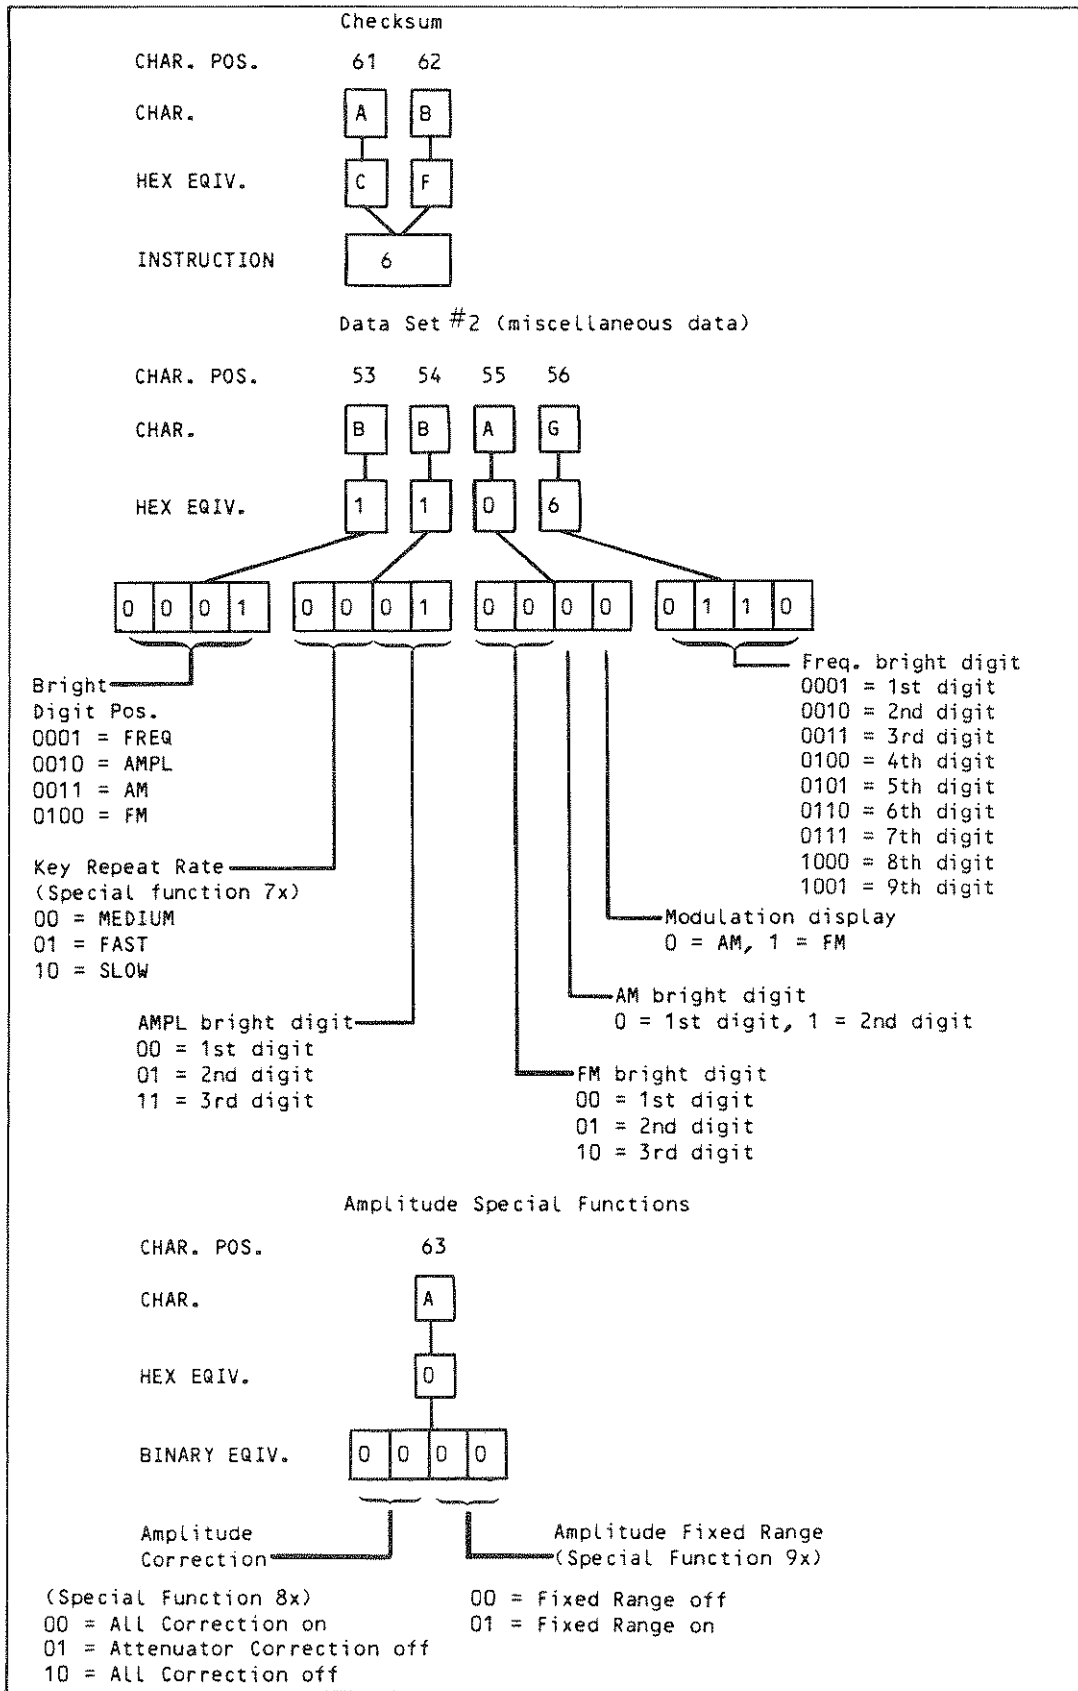 Checksum
CHAR. POS. 61 62
CHAR. A B
HEX EQIV. C F
INSTRUCTION 6
Data Set #2 (miscellaneous data)
CHAR. POS. 53 54 55 56
CHAR. B B A G
HEX EQIV. 1 1 0 6
0 0 0 1 0 0 0 1 0 0 0 0 0 1 1 0
Bright
Digit Pos.
0001 = FREQ
0010 = AMPL
0011 = AM
0100 = FM
Freq. bright digit
0001 = 1st digit
0010 = 2nd digit
0011 = 3rd digit
0100 = 4th digit
0101 = 5th digit
0110 = 6th digit
0111 = 7th digit
1000 = 8th digit
1001 = 9th digit
Key Repeat Rate
(Special function 7x)
00 = MEDIUM
01 = FAST
10 = SLOW
Modulation display
0 = AM, 1 = FM
AM bright digit
0 = 1st digit, 1 = 2nd digit
AMPL bright digit
00 = 1st digit
01 = 2nd digit
11 = 3rd digit
FM bright digit
00 = 1st digit
01 = 2nd digit
10 = 3rd digit
Amplitude Special Functions
CHAR. POS. 63
CHAR. A
HEX EQIV. 0
BINARY EQIV. 0 0 0 0
Amplitude
Correction
(Special Function 8x)
00 = All Correction on
01 = Attenuator Correction off
10 = All Correction off
Amplitude Fixed Range
(Special Function 9x)
00 = Fixed Range off
01 = Fixed Range on